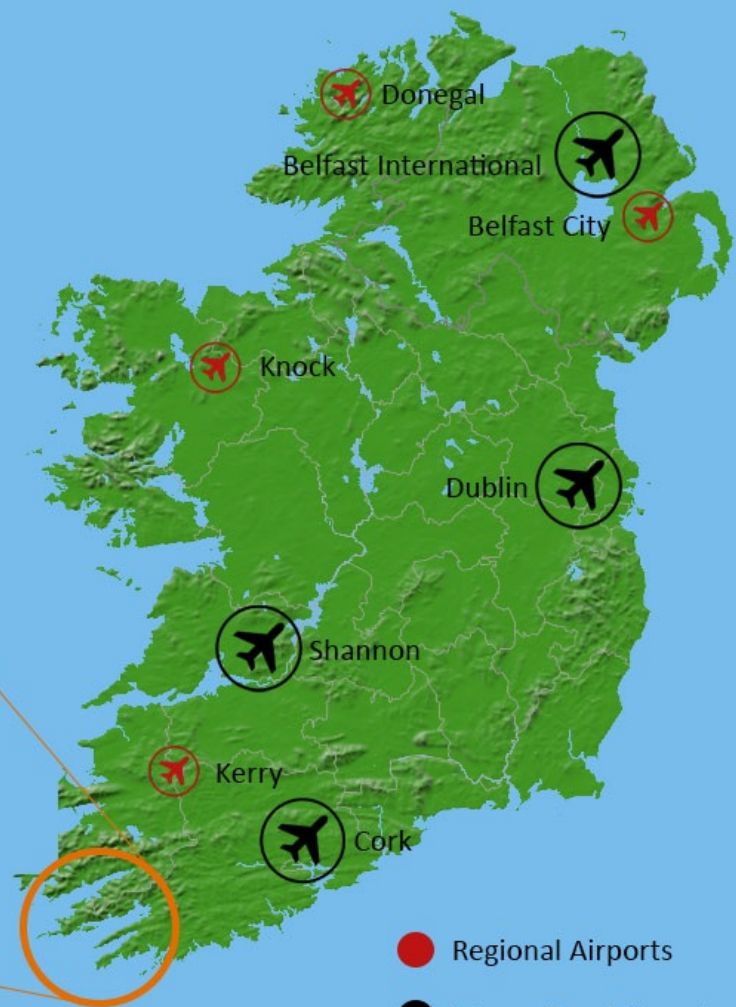 Donegal
Belfast International
Belfast City
Knock
Dublin
Shannon
Kerry
Cork
Regional Airports